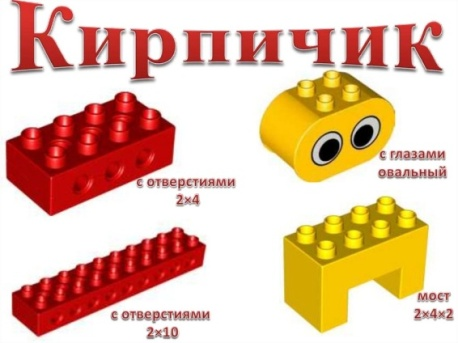 Кирпичик
с отверстиями
2×4
с глазами
овальный
с отверстиями
2×10
мост
2×4×2